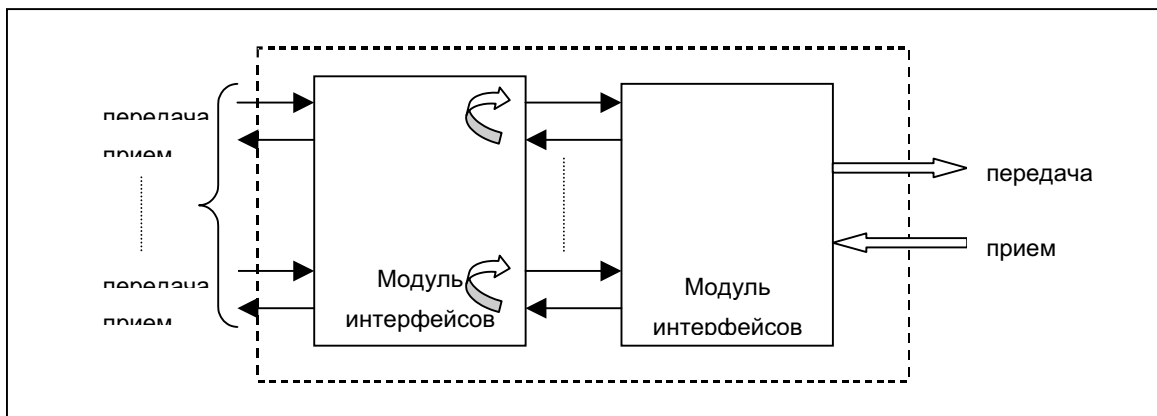 передача
прием
передача
прием
Модуль
интерфейсов
Модуль
интерфейсов
передача
прием